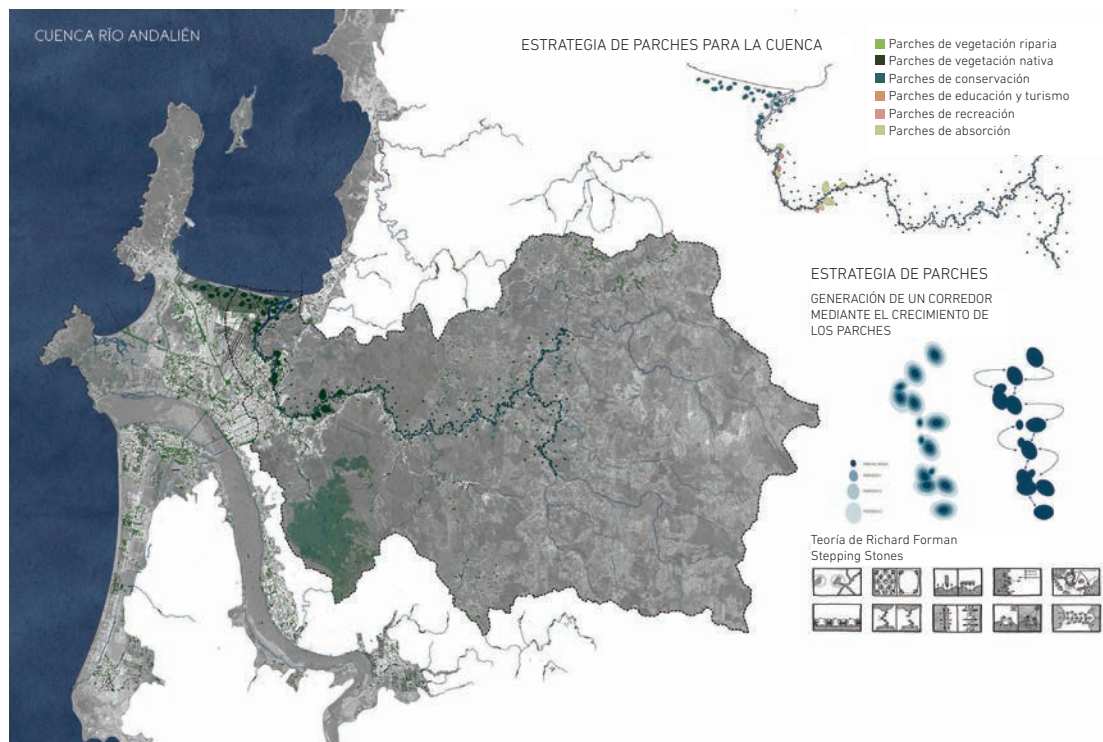 CUENCA RÍO ANDALIÉN
ESTRATEGIA DE PARCHES PARA LA CUENCA
Parches de vegetación riparia
Parches de vegetación nativa
Parches de conservación
Parches de educación y turismo
Parches de recreación
Parches de absorción
ESTRATEGIA DE PARCHES
GENERACIÓN DE UN CORREDOR
MEDIANTE EL CRECIMIENTO DE
LOS PARCHES
Teoría de Richard Forman
Stepping Stones